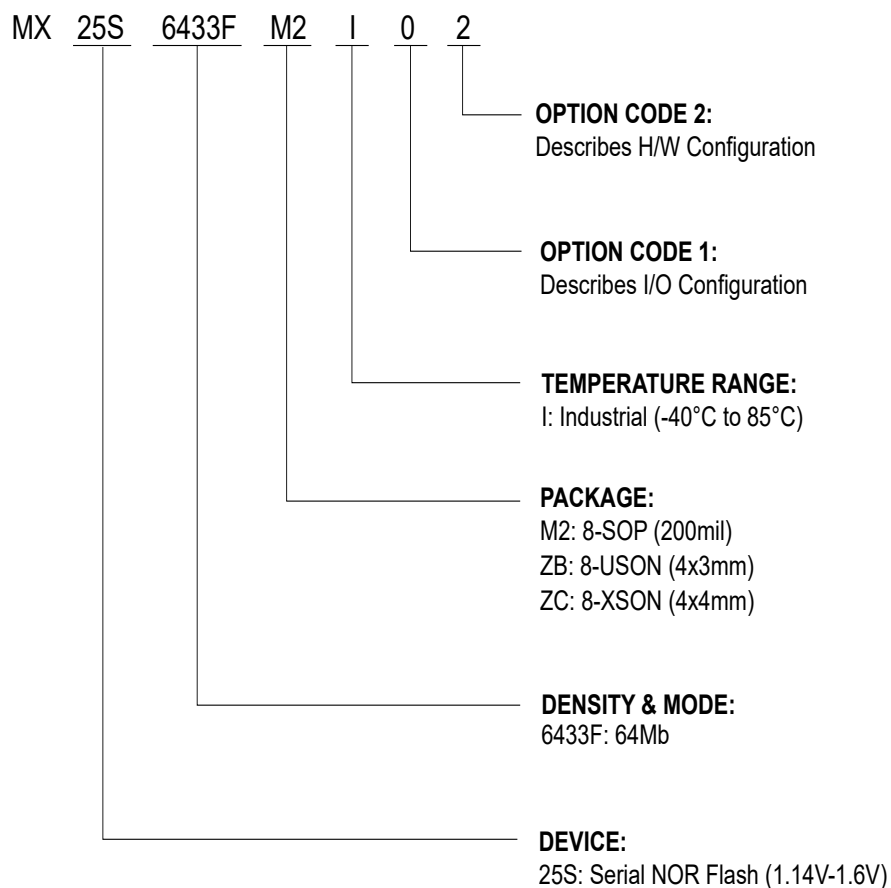 MX 25S 6433F M2 I 0 2
OPTION CODE 2:
Describes H/W Configuration
OPTION CODE 1:
Describes I/O Configuration
TEMPERATURE RANGE:
I: Industrial (-40°C to 85°C)
PACKAGE:
M2: 8-SOP (200mil)
ZB: 8-USON (4x3mm)
ZC: 8-XSON (4x4mm)
DENSITY & MODE:
6433F: 64Mb
DEVICE:
25S: Serial NOR Flash (1.14V-1.6V)